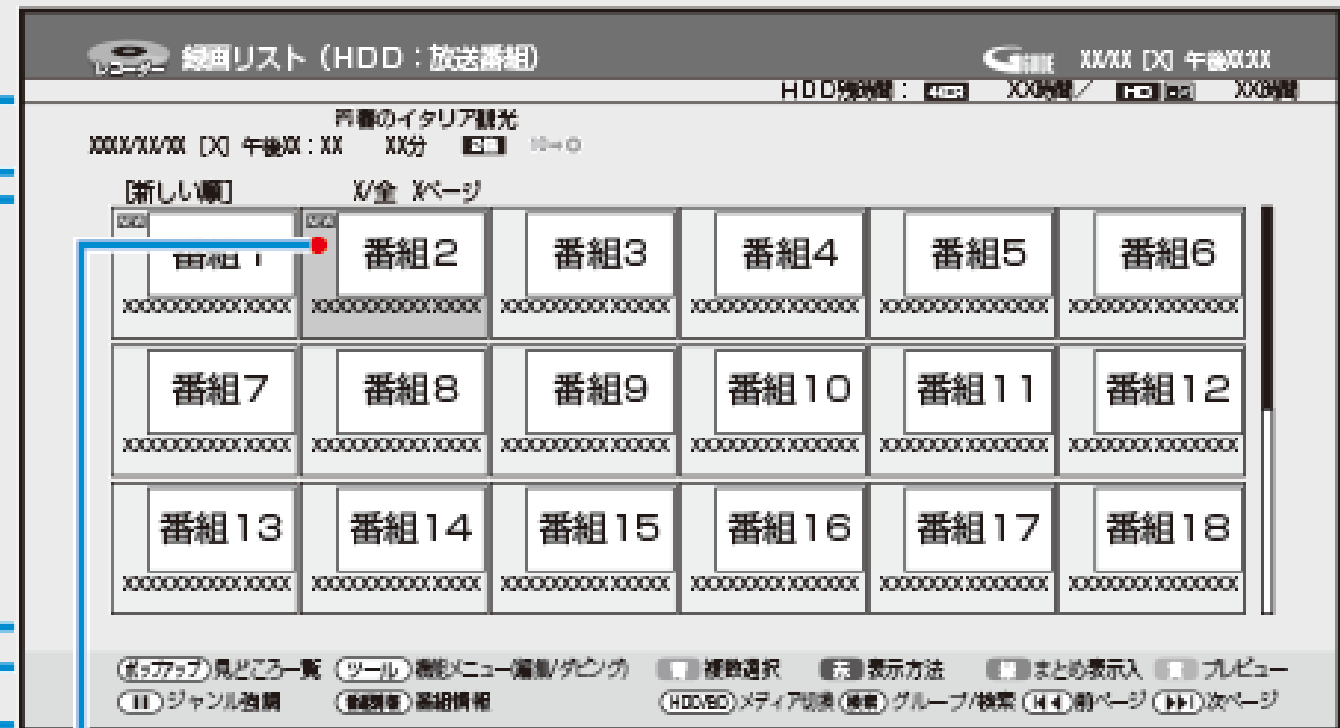 レコーダー 録画リスト（HDD：放送番組） XX/XX [X] 午後XX:XX
HDD残時間： XX時間／ XX時間
のイタリア観光
XXXX/XX/XX [X] 午後XX：XX XX分
[新しい順] X/全 Xページ
番組1 番組2 番組3 番組4 番組5 番組6
番組7 番組8 番組9 番組10 番組11 番組12
番組13 番組14 番組15 番組16 番組17 番組18
ポップアップ 見どころ一覧 ツール 機能メニュー(編集/ダビング) 複数選択 表示方法 まとめ表示入 プレビュー
ジャンル強調 番組情報 HDD/BD メディア切換 検索 グループ/検索 前ページ 次ページ